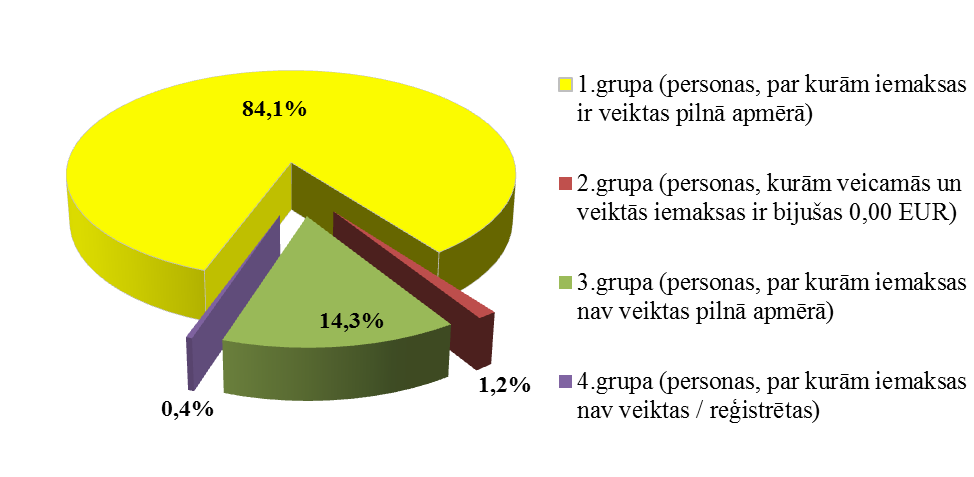 84,1%
14,3%
0,4%
1,2%
1.grupa (personas, par kurām iemaksas
ir veiktas pilnā apmērā)
2.grupa (personas, kurām veicamās un
veiktās iemaksas ir bijušas 0,00 EUR)
3.grupa (personas, par kurām iemaksas
nav veiktas pilnā apmērā)
4.grupa (personas, par kurām iemaksas
nav veiktas / reģistrētas)